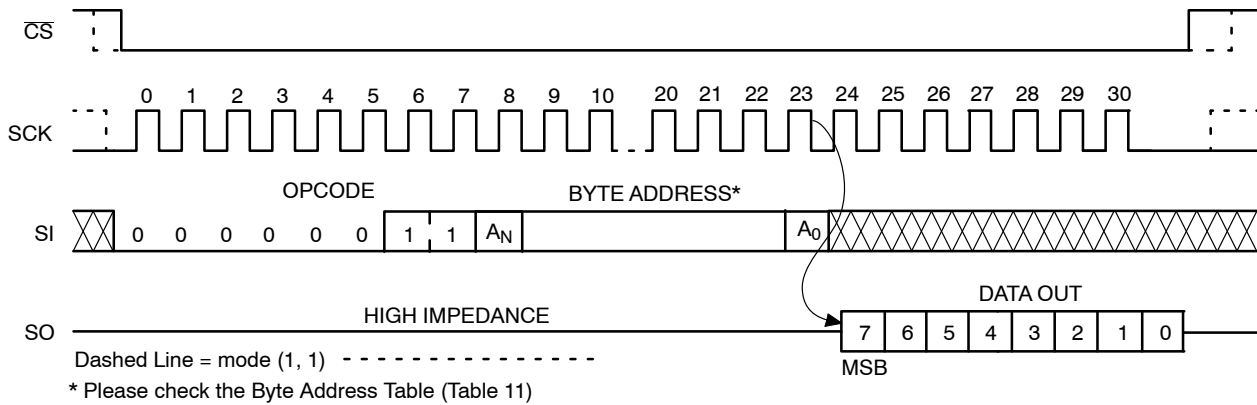 CS
0 1 2 3 4 5 6 7 8 9 10 20 21 22 23 24 25 26 27 28 29 30
SCK
OPCODE BYTE ADDRESS*
SI 0 0 0 0 0 0 1 1 AN A0
DATA OUT
HIGH IMPEDANCE
SO 7 6 5 4 3 2 1 0
Dashed Line = mode (1, 1) - - - - - - - - - - - - - -
MSB
* Please check the Byte Address Table (Table 11)